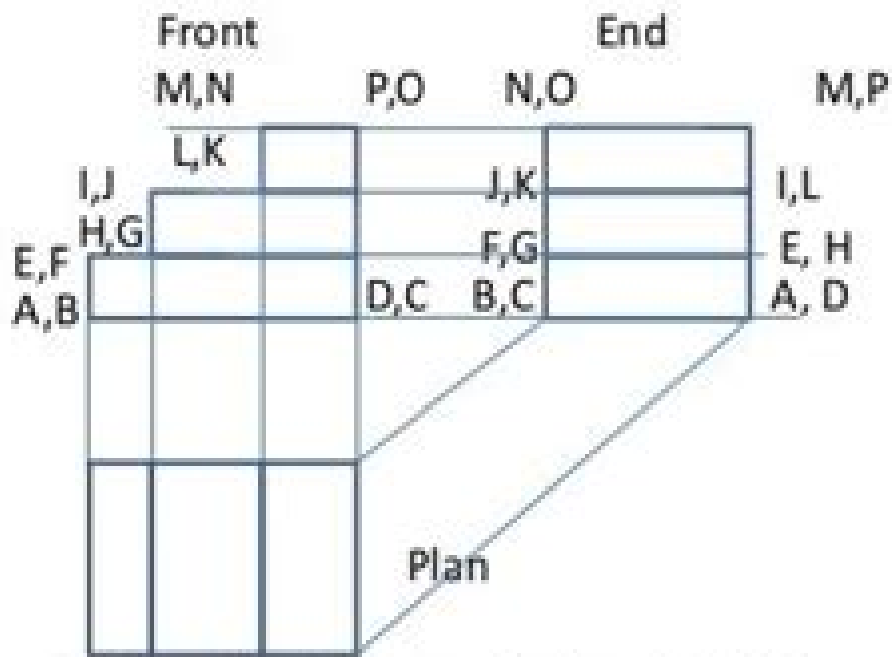 Front End
M,N P,O N,O M,P
L,K
I,J J,K I,L
H,G F,G E, H
E,F
A,B D,C B,C A, D
Plan